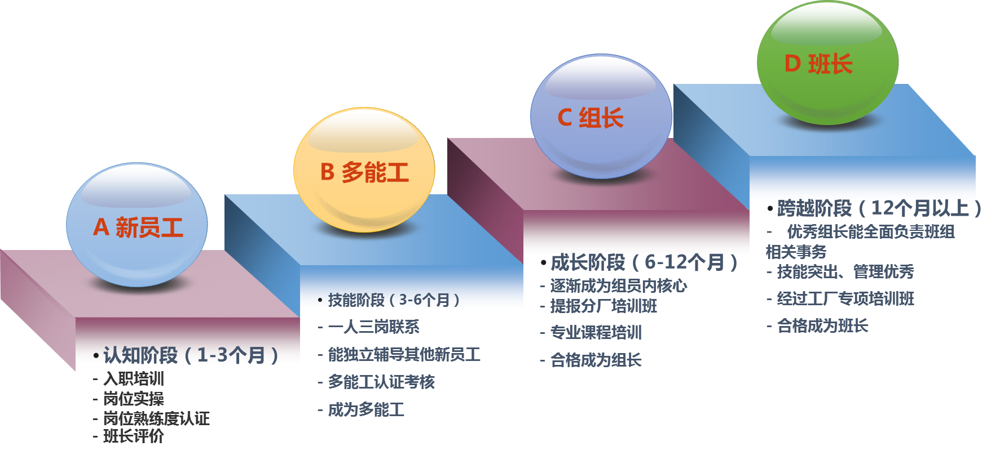 A 新员工
• 认知阶段（1-3个月）
- 入职培训
- 岗位实操
- 岗位熟练度认证
- 班长评价
B 多能工
• 技能阶段（3-6个月）
- 一人三岗联系
- 能独立辅导其他新员工
- 多能工认证考核
- 成为多能工
C 组长
• 成长阶段（6-12个月）
- 逐渐成为组员内核心
- 提报分厂培训班
- 专业课程培训
- 合格成为组长
D 班长
• 跨越阶段（12个月以上）
- 优秀组长能全面负责班组
相关事务
- 技能突出、管理优秀
- 经过工厂专项培训班
- 合格成为班长